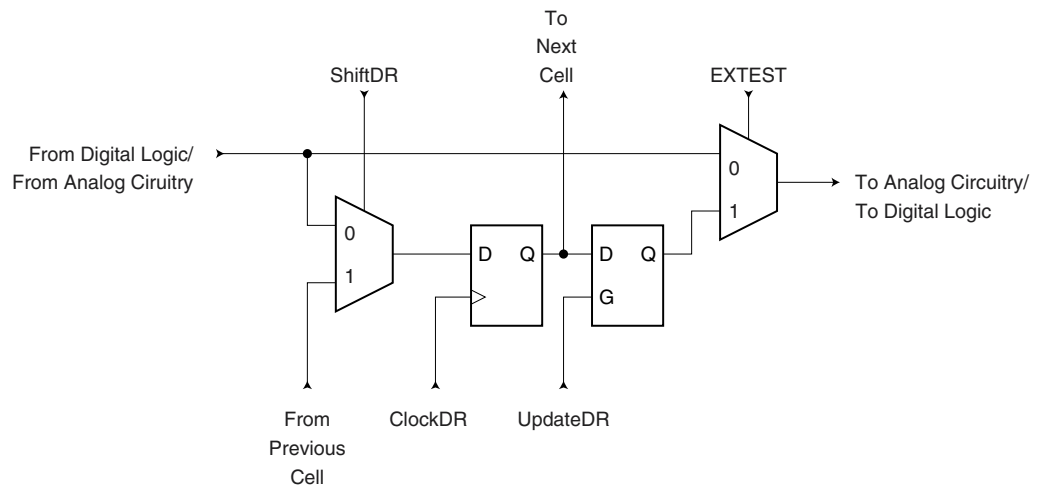 To
Next
Cell
ShiftDR
EXTEST
From Digital Logic/
From Analog Ciruitry
0
1
To Analog Circuitry/
To Digital Logic
0
1
D Q
D Q
G
From
Previous
Cell
ClockDR
UpdateDR